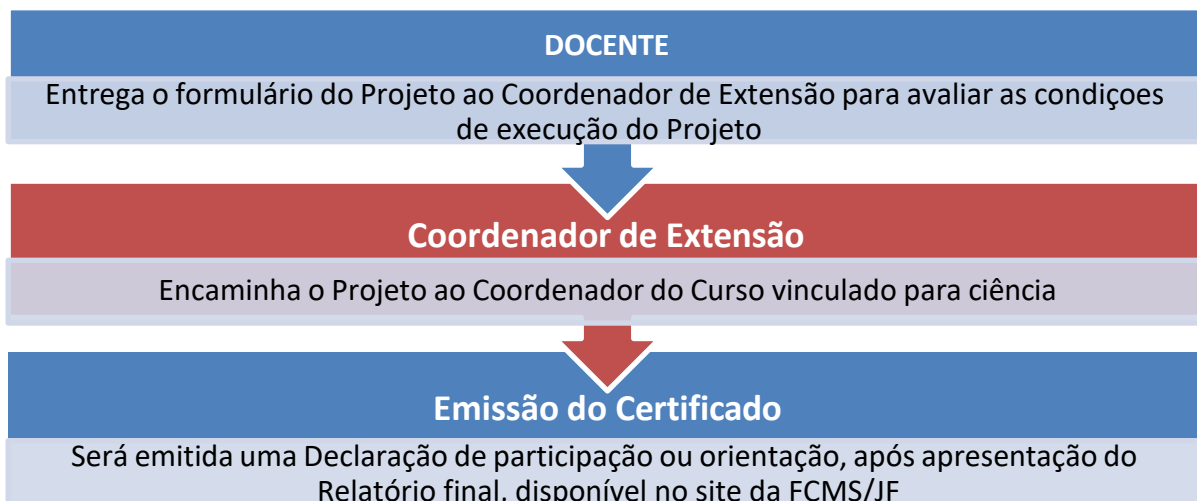 DOCENTE
Entrega o formulário do Projeto ao Coordenador de Extensão para avaliar as condiçoes
de execução do Projeto
Coordenador de Extensão
Encaminha o Projeto ao Coordenador do Curso vinculado para ciência
Emissão do Certificado
Será emitida uma Declaração de participação ou orientação, após apresentação do
Relatório final, disponível no site da FCMS/JF